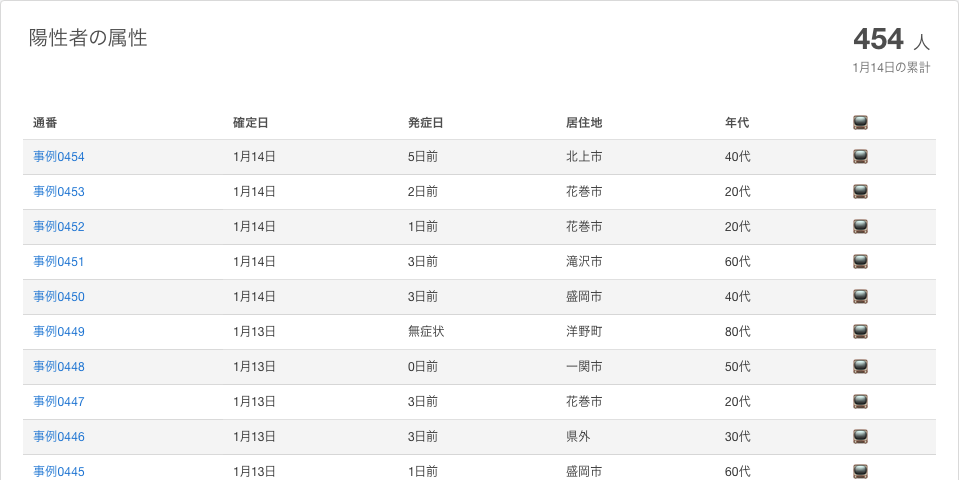 陽性者の属性
454 人
1月14日の累計
通番 確定日 発症日 居住地 年代
事例0454 1月14日 5日前 北上市 40代
事例0453 1月14日 2日前 花巻市 20代
事例0452 1月14日 1日前 花巻市 20代
事例0451 1月14日 3日前 滝沢市 60代
事例0450 1月14日 3日前 盛岡市 40代
事例0449 1月13日 無症状 洋野町 80代
事例0448 1月13日 0日前 一関市 50代
事例0447 1月13日 3日前 花巻市 20代
事例0446 1月13日 3日前 県外 30代
事例0445 1月13日 1日前 盛岡市 60代